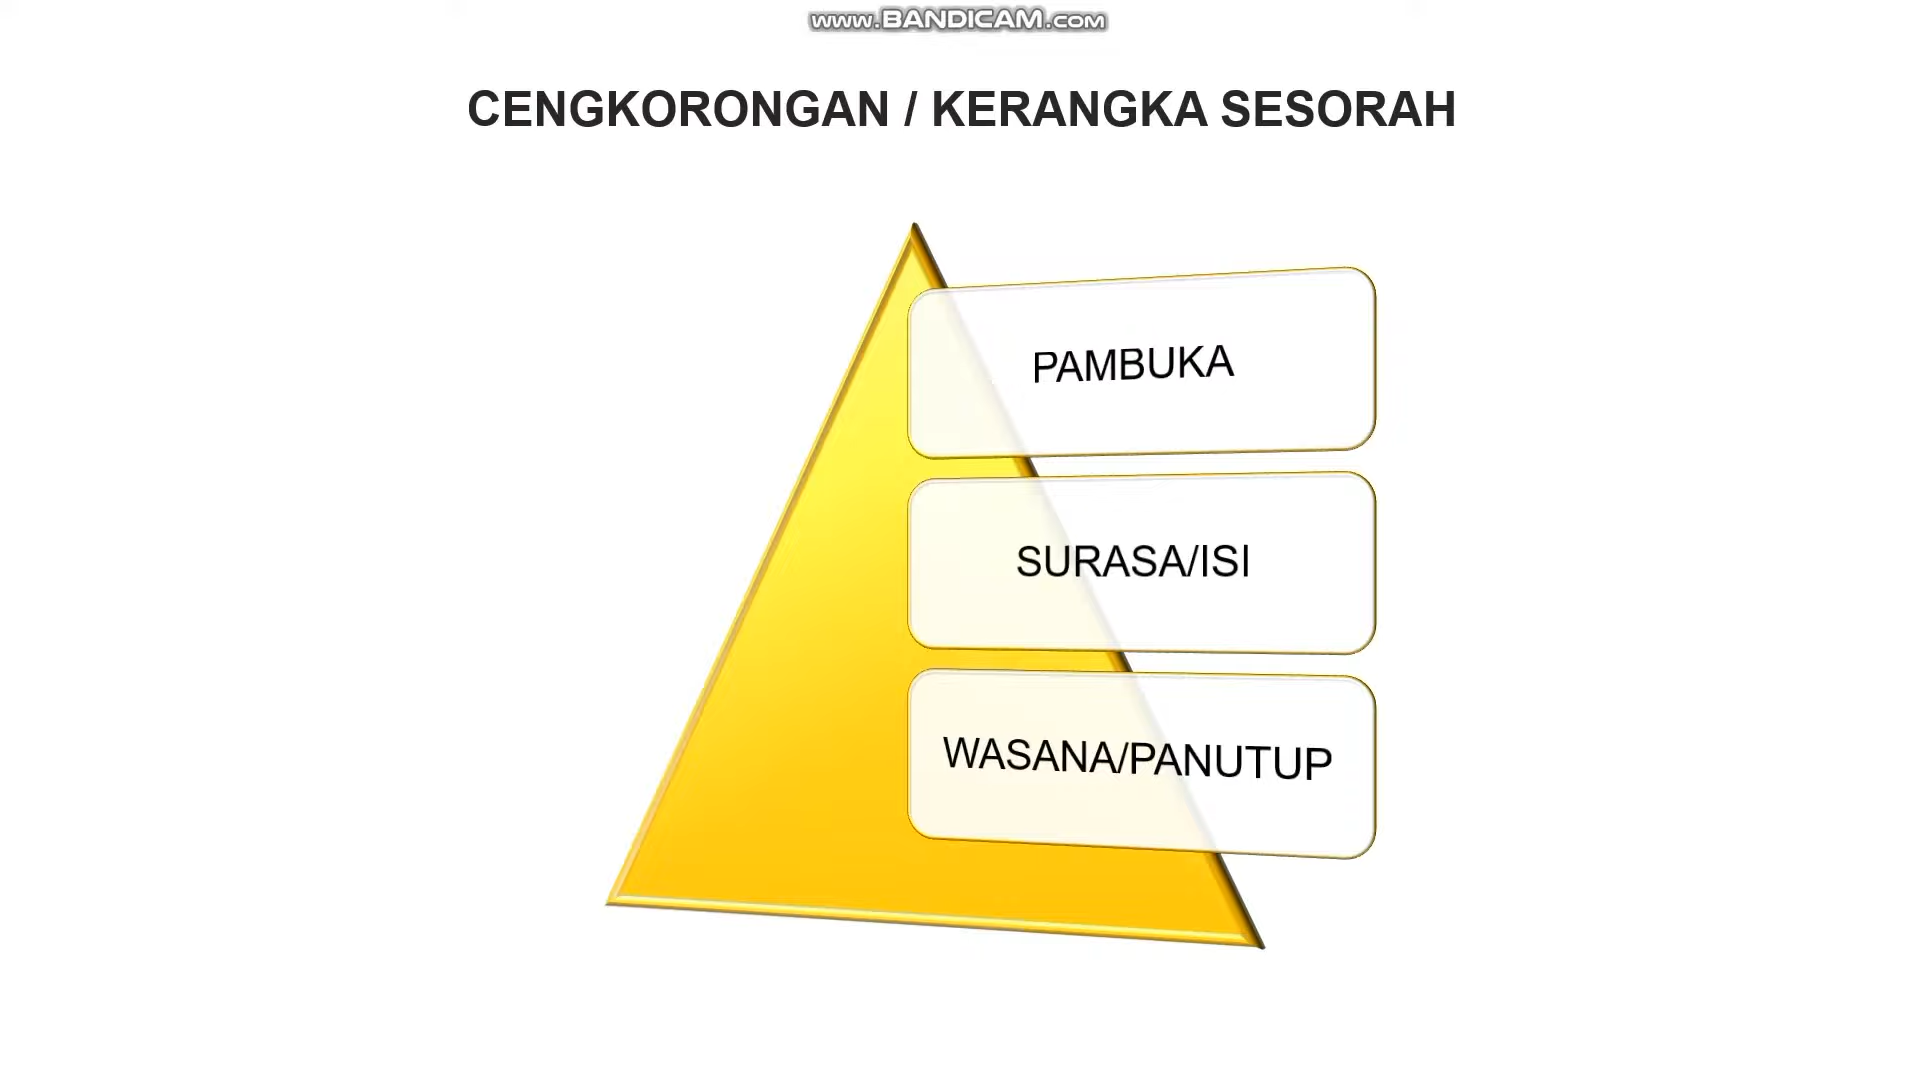 www.BANDICAM.com
CENGKORONGAN / KERANGKA SESORAH
PAMBUKA
SURASA/ISI
WASANA/PANUTUP